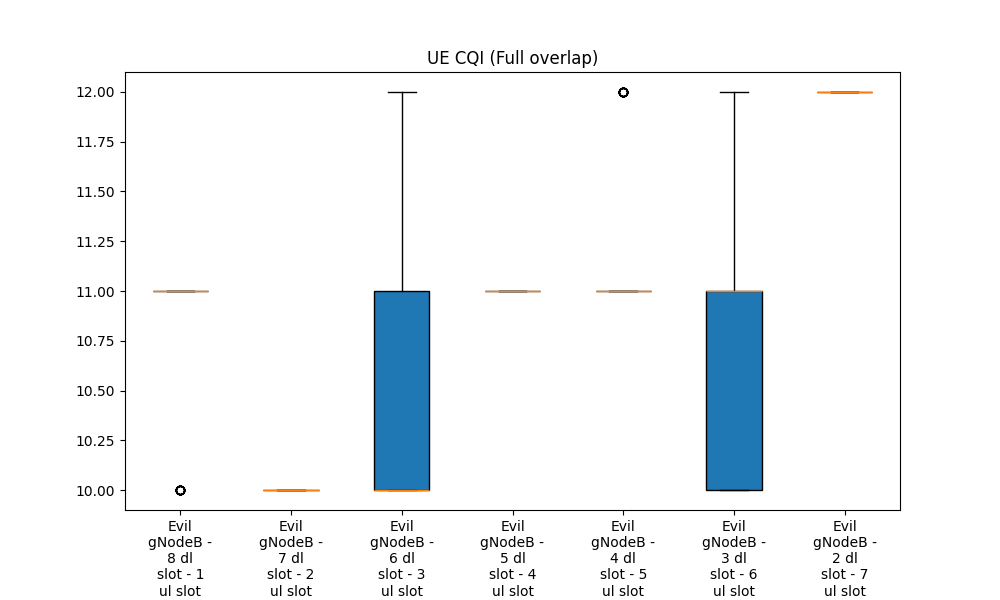 UE CQI (Full overlap)
12.00
11.75
11.50
11.25
11.00
10.75
10.50
10.25
10.00
Evil
gNodeB -
8 dl
slot - 1
ul slot
Evil
gNodeB -
7 dl
slot - 2
ul slot
Evil
gNodeB -
6 dl
slot - 3
ul slot
Evil
gNodeB -
5 dl
slot - 4
ul slot
Evil
gNodeB -
4 dl
slot - 5
ul slot
Evil
gNodeB -
3 dl
slot - 6
ul slot
Evil
gNodeB -
2 dl
slot - 7
ul slot